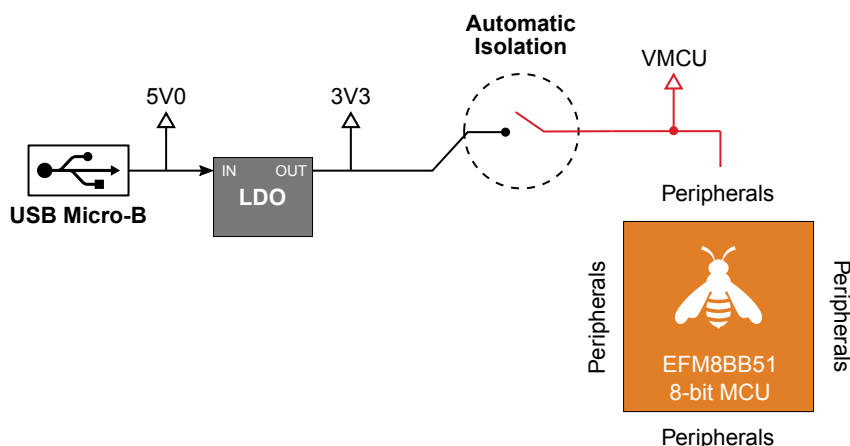 Automatic
Isolation
VMCU
5V0
3V3
IN
OUT
LDO
USB Micro-B
Peripherals
Peripherals
Peripherals
EFM8BB51
8-bit MCU
Peripherals